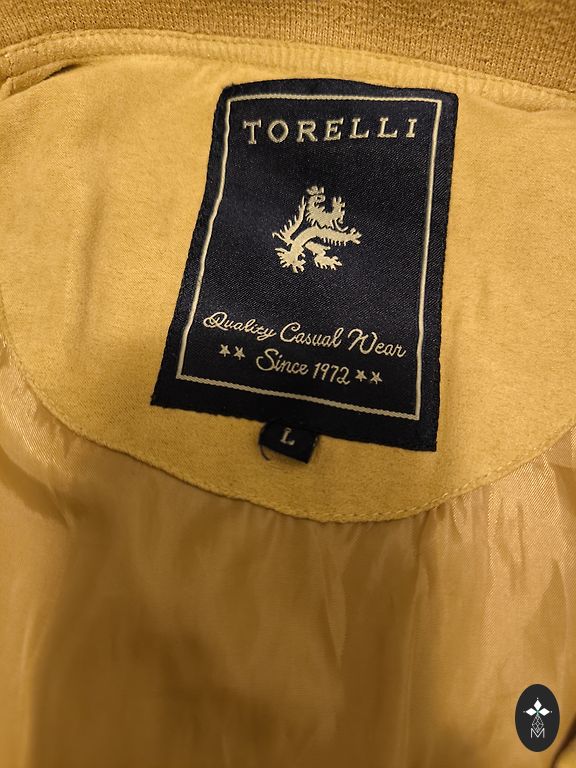 TORELLI
Quality Casual Wear
Since 1972
L
M